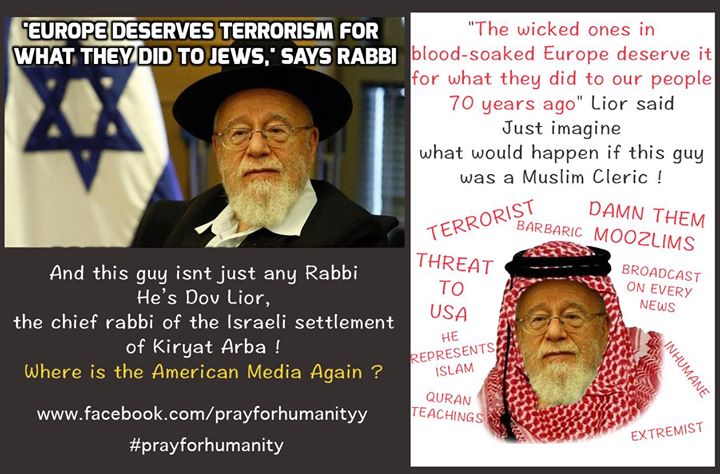 "EUROPE DESERVES TERRORISM FOR
WHAT THEY DID TO JEWS," SAYS RABBI
And this guy isnt just any Rabbi
He's Dov Lior,
the chief rabbi of the Israeli settlement
of Kiryat Arba !
Where is the American Media Again ?
www.facebook.com/prayforhumanityy
#prayforhumanity
"The wicked ones in
blood-soaked Europe deserve it
for what they did to our people
70 years ago" Lior said
Just imagine
what would happen if this guy
was a Muslim Cleric !
TERRORIST
BARBARIC
DAMN THEM
MOOZLIMS
THREAT
TO
USA
BROADCAST
ON EVERY
NEWS
HE
REPRESENTS
ISLAM
INHUMANE
QURAN
TEACHINGS
EXTREMIST